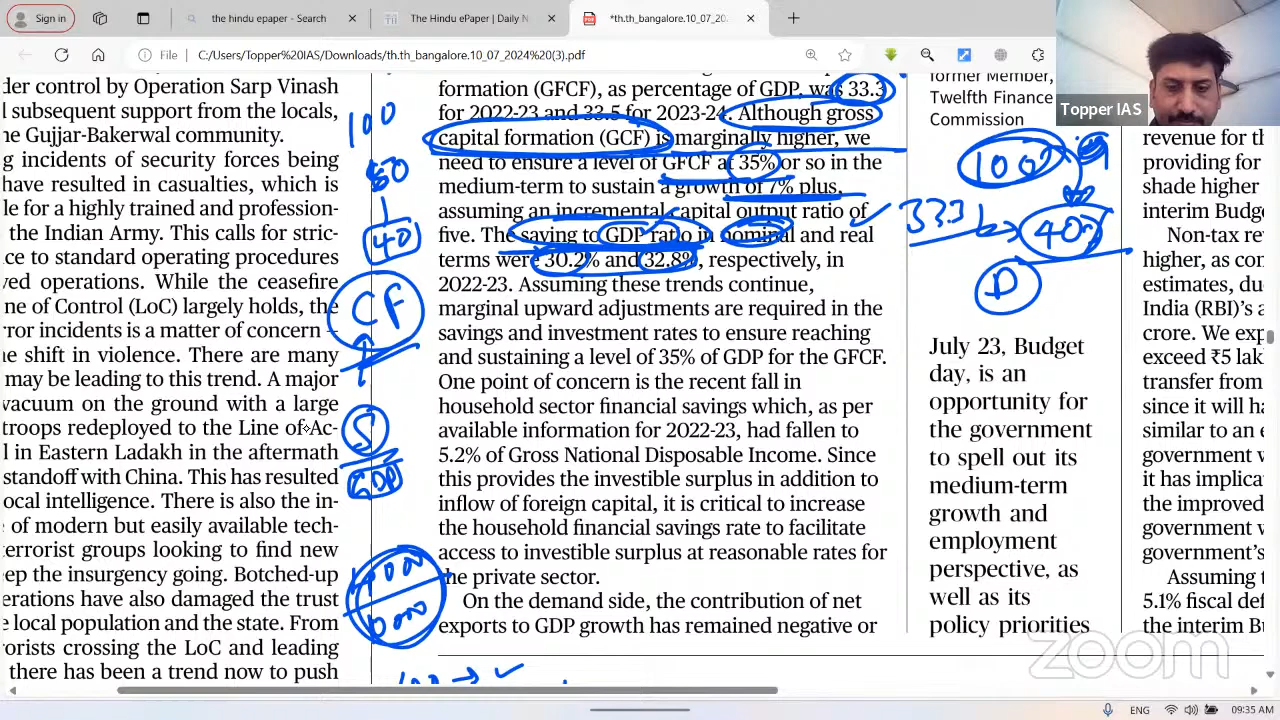 Sign in
the hindu epaper - Search
The Hindu ePaper | Daily N
*th.th_bangalore.10_07_202
File
C:/Users/Topper%20IAS/Downloads/th.th_bangalore.10_07_2024%20(3).pdf
Topper IAS
der control by Operation Sarp Vinash
l subsequent support from the locals,
he Gujjar-Bakerwal community.
g incidents of security forces being
have resulted in casualties, which is
le for a highly trained and profession-
the Indian Army. This calls for stric-
ce to standard operating procedures
ved operations. While the ceasefire
ne of Control (LoC) largely holds, the
rror incidents is a matter of concern –
he shift in violence. There are many
may be leading to this trend. A major
vacuum on the ground with a large
troops redeployed to the Line of Ac-
l in Eastern Ladakh in the aftermath
standoff with China. This has resulted
ocal intelligence. There is also the in-
e of modern but easily available tech-
terrorist groups looking to find new
eep the insurgency going. Botched-up
erations have also damaged the trust
e local population and the state. From
rorists crossing the LoC and leading
there has been a trend now to push
100
80
40
CF
S
GDP
formation (GFCF), as percentage of GDP, was 33.3
for 2022-23 and 33.5 for 2023-24. Although gross
capital formation (GCF) is marginally higher, we
need to ensure a level of GFCF at 35% or so in the
medium-term to sustain a growth of 7% plus,
assuming an incremental capital output ratio of
five. The saving to GDP ratio in nominal and real
terms were 30.2% and 32.8%, respectively, in
2022-23. Assuming these trends continue,
marginal upward adjustments are required in the
savings and investment rates to ensure reaching
and sustaining a level of 35% of GDP for the GFCF.
One point of concern is the recent fall in
household sector financial savings which, as per
available information for 2022-23, had fallen to
5.2% of Gross National Disposable Income. Since
this provides the investible surplus in addition to
inflow of foreign capital, it is critical to increase
the household financial savings rate to facilitate
access to investible surplus at reasonable rates for
the private sector.
On the demand side, the contribution of net
exports to GDP growth has remained negative or
former Member,
Twelfth Finance
Commission
100
333
D
July 23, Budget
day, is an
opportunity for
the government
to spell out its
medium-term
growth and
employment
perspective, as
well as its
policy priorities
revenue for th
providing for
shade higher
interim Budg
Non-tax re
higher, as con
estimates, du
India (RBI)'s a
crore. We exp
exceed ₹5 lak
transfer from
since it will ha
similar to an e
government w
it has implica
the improved
government w
government's
Assuming t
5.1% fiscal def
the interim Bu
zoom
ENG
09:35 AM